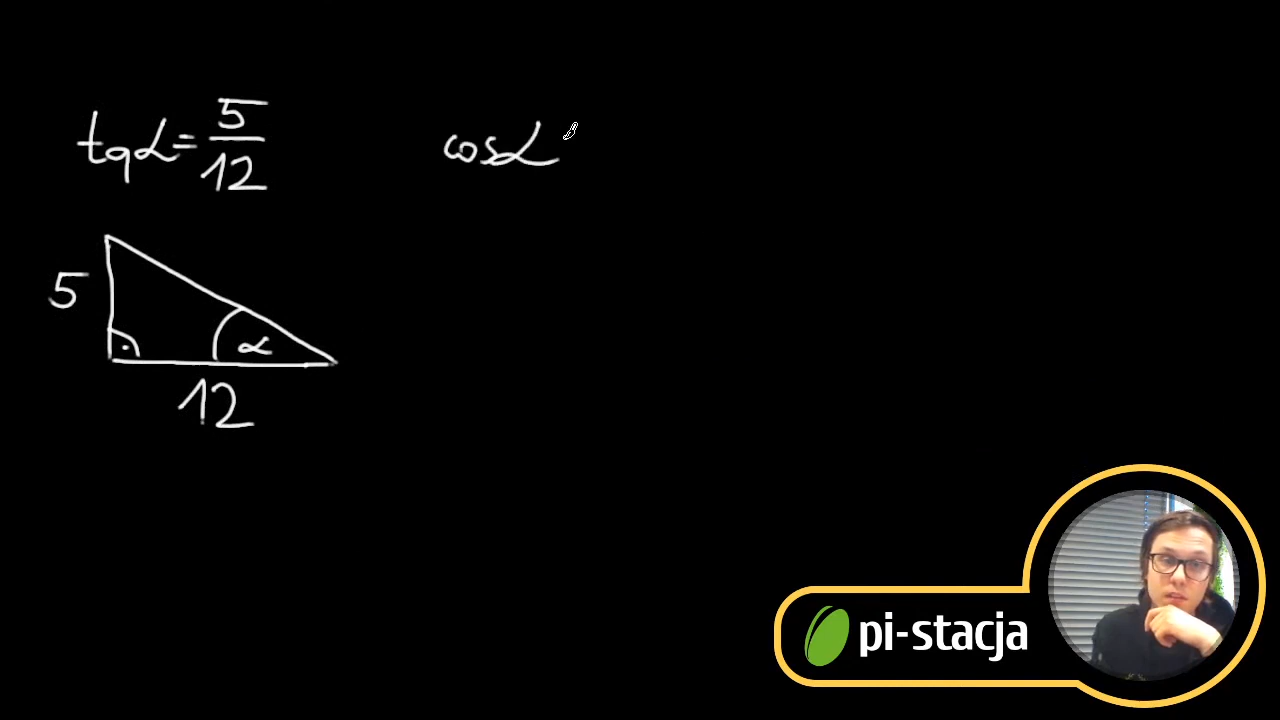 tgα = 5/12
cosα
5
α
12
pi-stacja